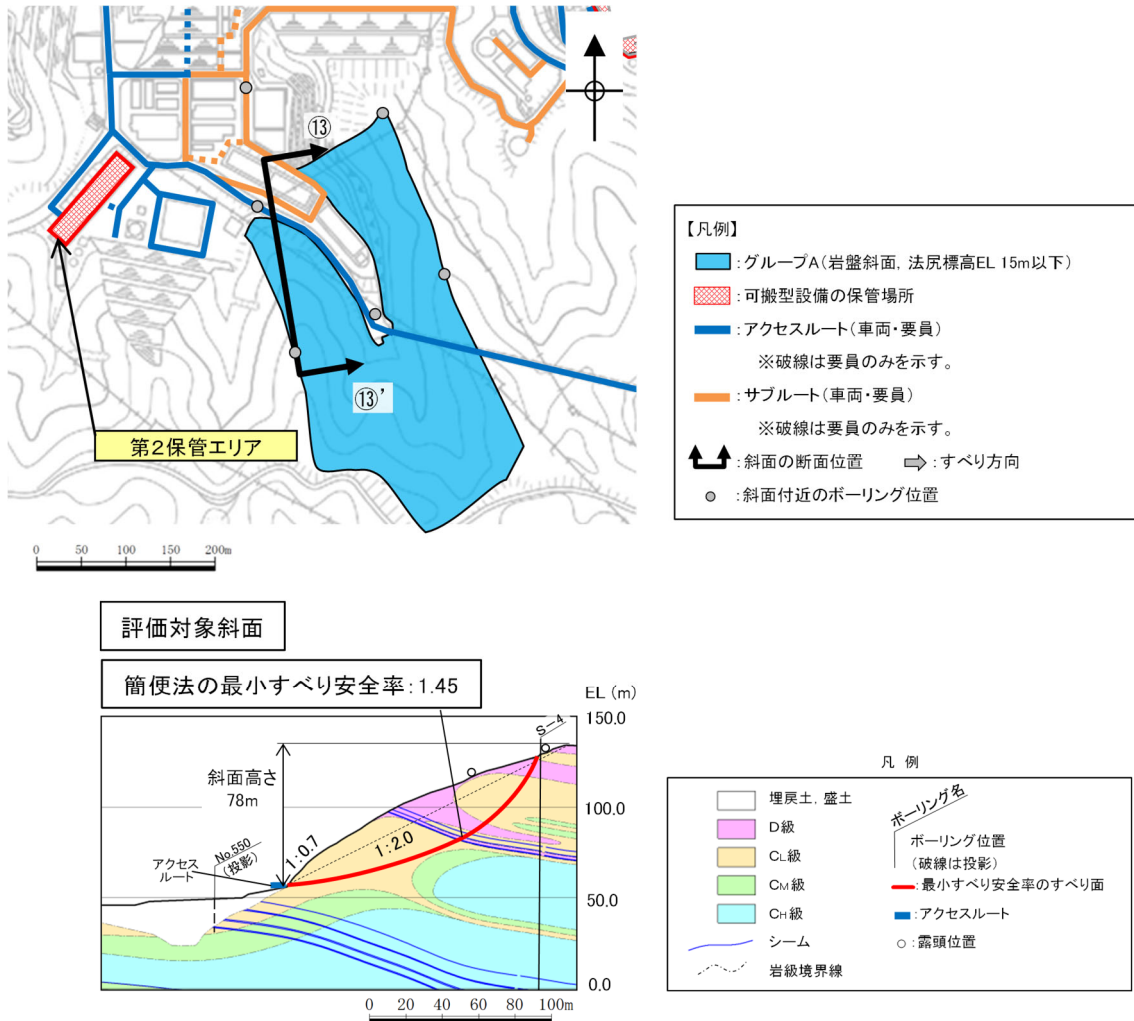 ⑬
⑬’
第2保管エリア
0 50 100 150 200m
【凡例】
:グループA(岩盤斜面, 法尻標高EL 15m以下)
:可搬型設備の保管場所
:アクセスルート(車両・要員)
※破線は要員のみを示す。
:サブルート(車両・要員)
※破線は要員のみを示す。
:斜面の断面位置 :すべり方向
:斜面付近のボーリング位置
評価対象斜面
簡便法の最小すべり安全率:1.45
EL (m)
150.0
100.0
50.0
0.0
S-4
斜面高さ
78m
1:0.7
1:2.0
アクセス
ルート
No.550
(投影)
0 20 40 60 80 100m
凡 例
埋戻土, 盛土
D級
CL級
CM級
CH級
シーム
岩級境界線
ボーリング名
ボーリング位置
(破線は投影)
:最小すべり安全率のすべり面
:アクセスルート
:露頭位置